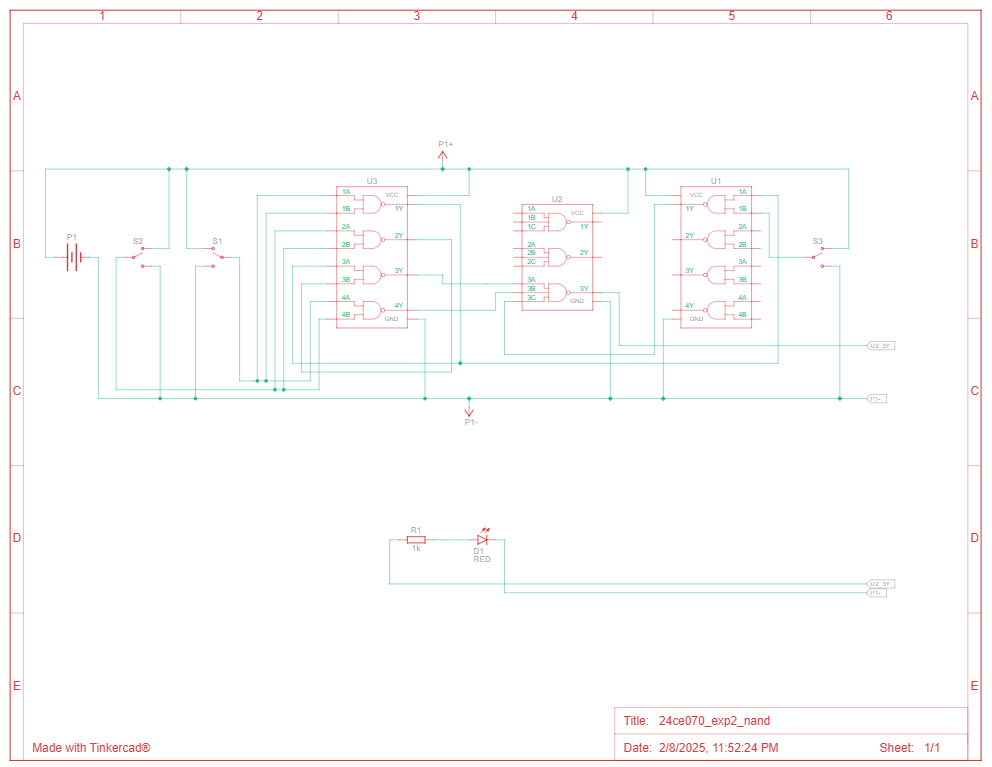 1 2 3 4 5 6
A A
P1+
U3 U2 U1
1A VCC 1Y
1B
2A 2Y
2B
3A 3Y
3B
4A 4Y
4B GND
1A VCC
1B
1C 1Y
2A
2B 2Y
2C
3A
3B 3Y
3C GND
VCC 1A
1Y 1B
2A
2Y 2B
3A
3Y 3B
4A
4Y 4B
GND
B B
P1 S2 S1 S3
U2_3Y
C C
P1-
P1-
R1
1k
D1
RED
D D
U2_3Y
P1-
E E
Title: 24ce070_exp2_nand
Made with Tinkercad®
Date: 2/8/2025, 11:52:24 PM Sheet: 1/1